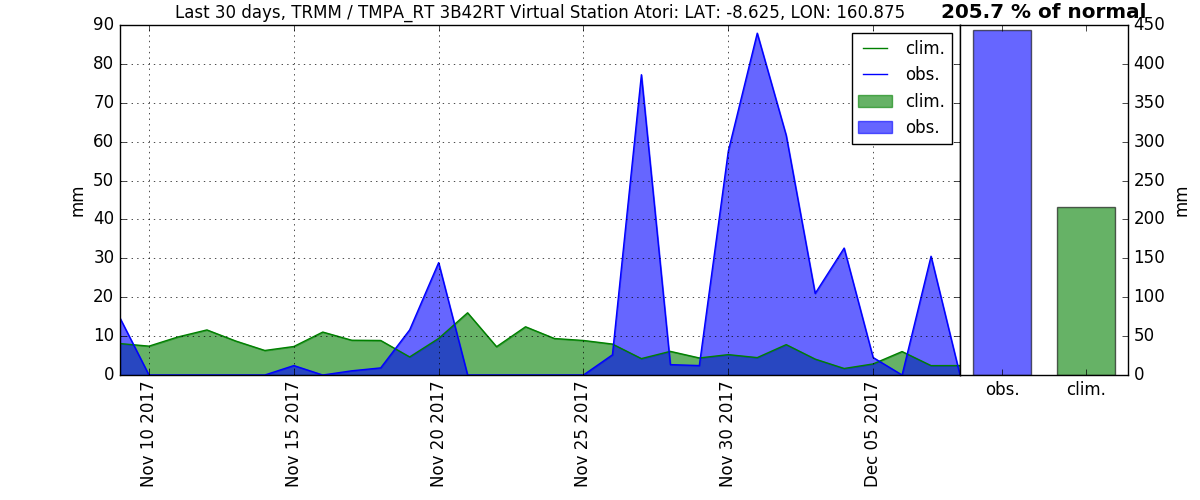 Last 30 days, TRMM / TMPA_RT 3B42RT Virtual Station Atori: LAT: -8.625, LON: 160.875
205.7 % of normal
90
80
70
60
50
40
30
20
10
0
mm
clim.
obs.
clim.
obs.
Nov 10 2017
Nov 15 2017
Nov 20 2017
Nov 25 2017
Nov 30 2017
Dec 05 2017
450
400
350
300
250
200
150
100
50
0
mm
obs.
clim.